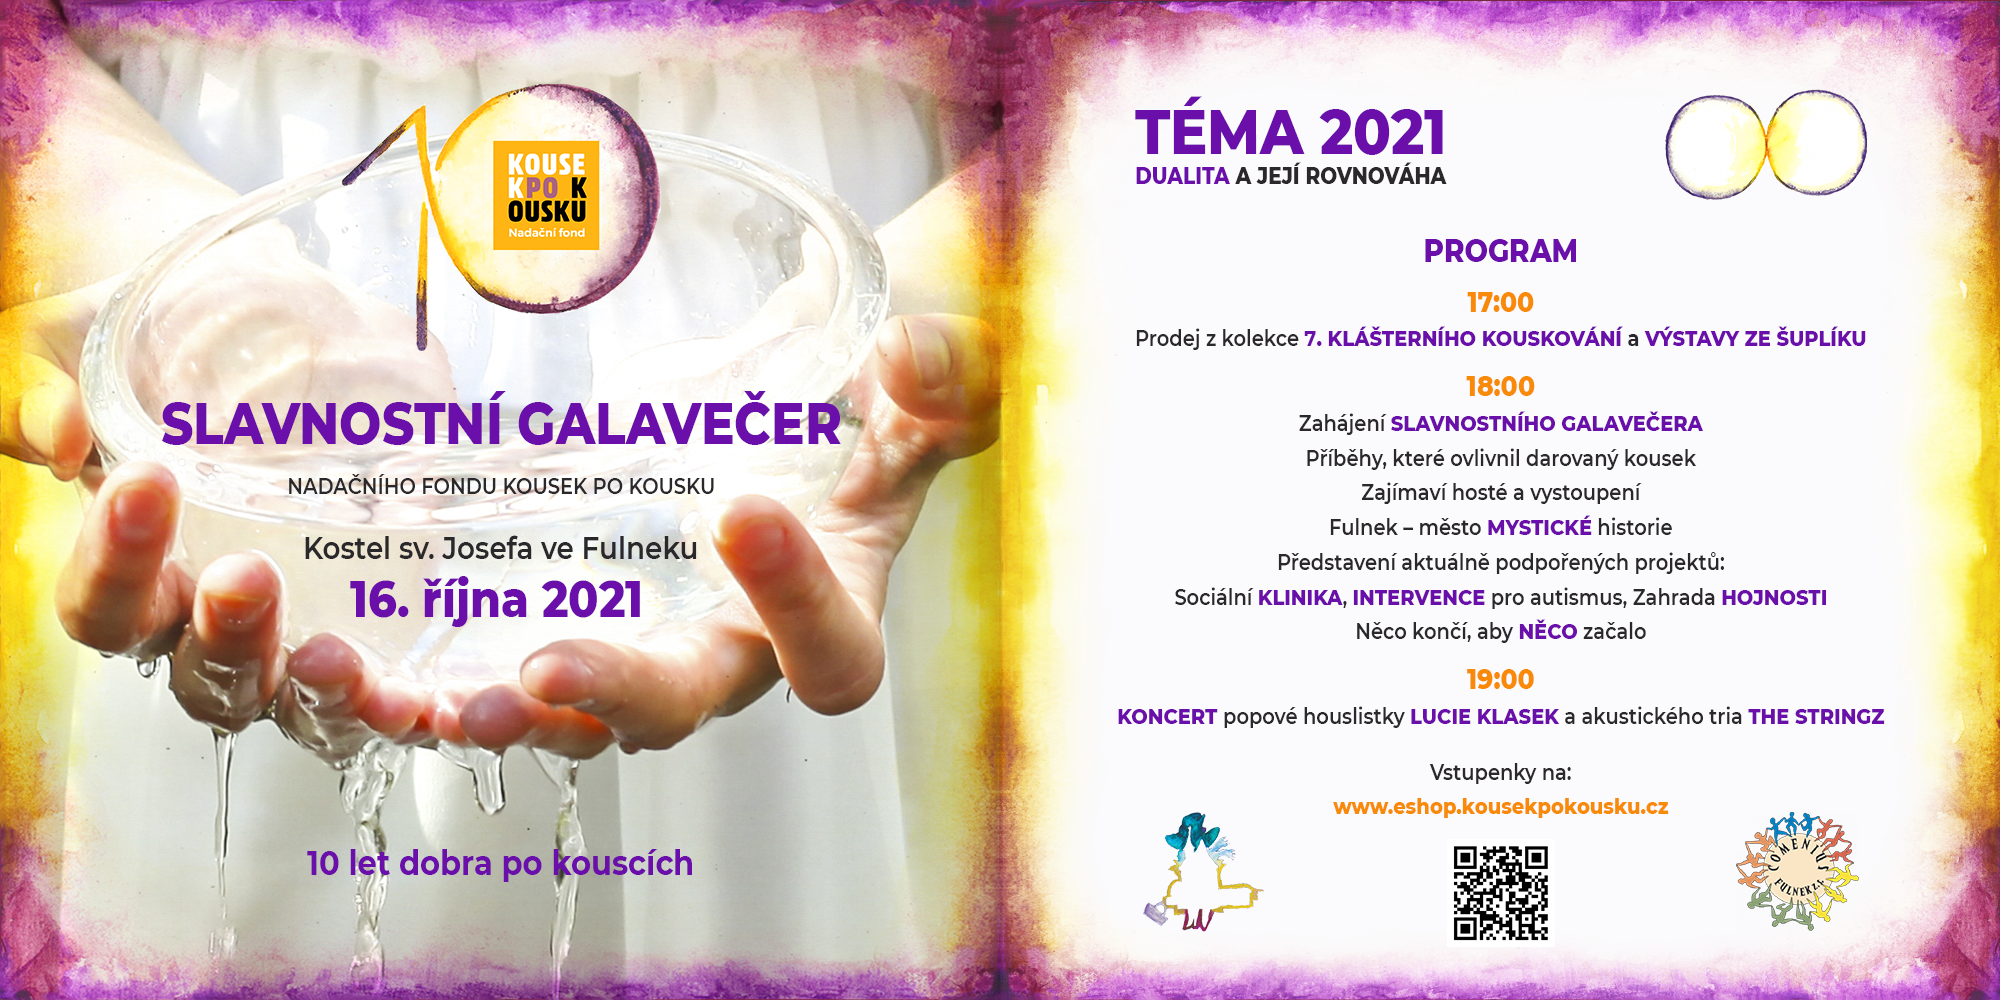 10
KOUSE
KPO K
OUSKU
Nadační fond
SLAVNOSTNÍ GALAVEČER
NADAČNÍHO FONDU KOUSEK PO KOUSKU
Kostel sv. Josefa ve Fulneku
16. října 2021
10 let dobra po kouscích
TÉMA 2021
DUALITA A JEJÍ ROVNOVÁHA
PROGRAM
17:00
Prodej z kolekce 7. KLÁŠTERNÍHO KOUSKOVÁNÍ a VÝSTAVY ZE ŠUPLÍKU
18:00
Zahájení SLAVNOSTNÍHO GALAVEČERA
Příběhy, které ovlivnil darovaný kousek
Zajímaví hosté a vystoupení
Fulnek – město MYSTICKÉ historie
Představení aktuálně podpořených projektů:
Sociální KLINIKA, INTERVENCE pro autismus, Zahrada HOJNOSTI
Něco končí, aby NĚCO začalo
19:00
KONCERT popové houslistky LUCIE KLASEK a akustického tria THE STRINGZ
Vstupenky na:
www.eshop.kousekpokousku.cz
COMENIUS
FULNEK z.s.